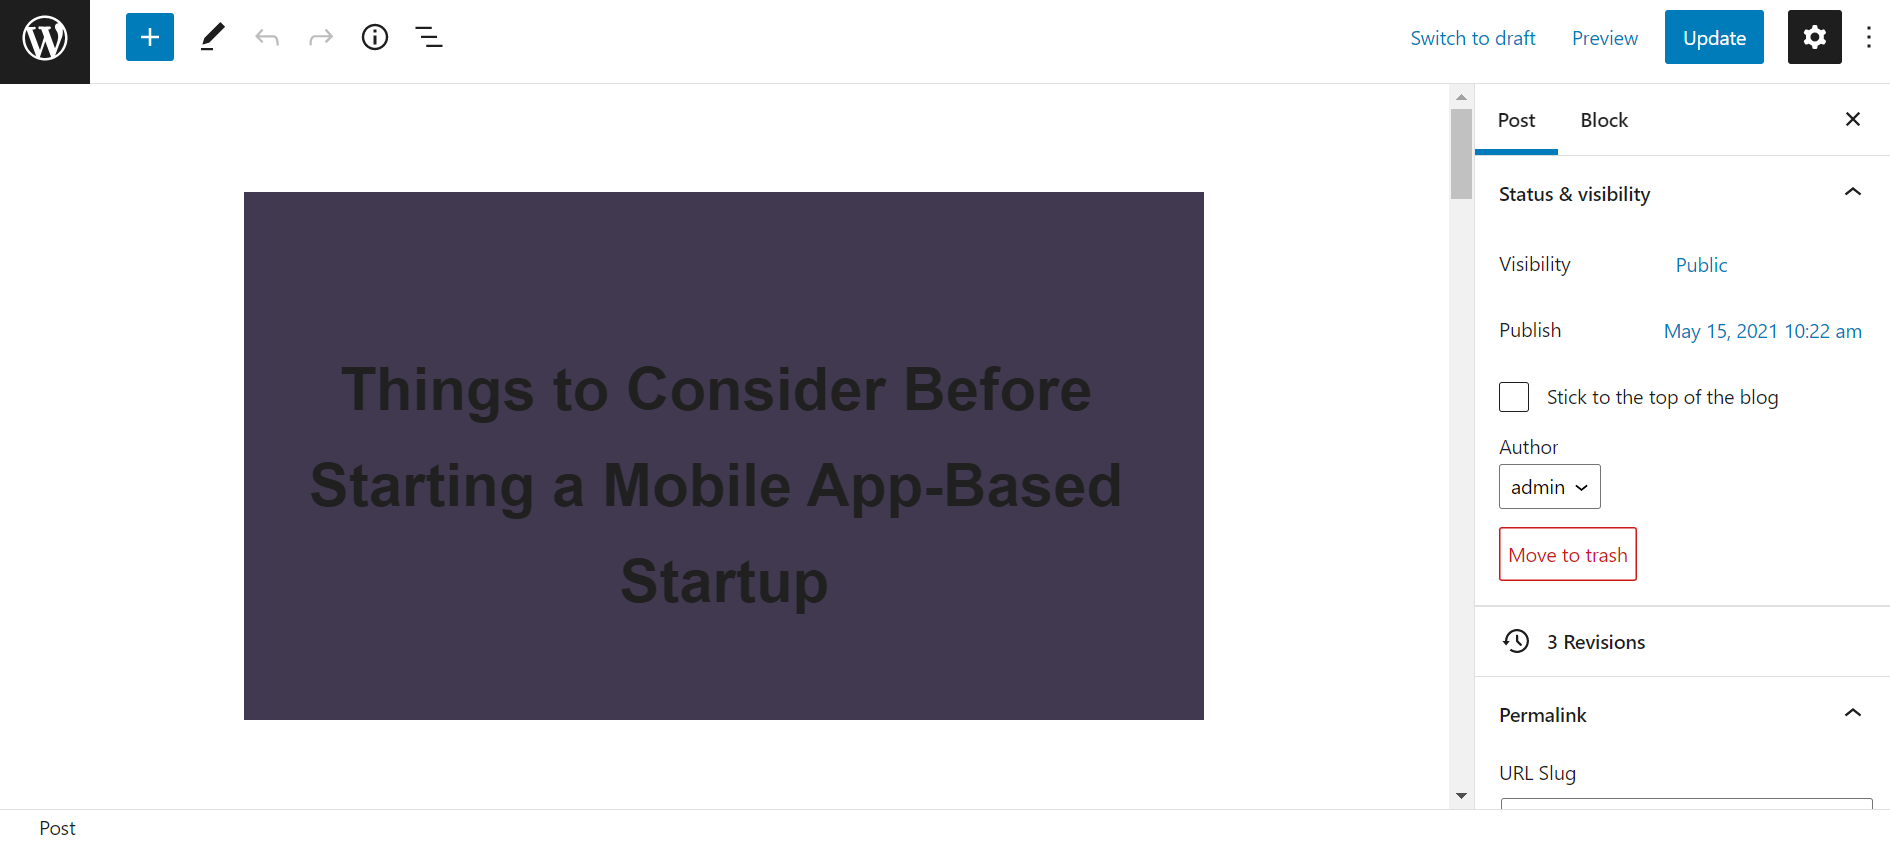 Switch to draft
Preview
Update
Post
Block
Status & visibility
Visibility
Public
Publish
May 15, 2021 10:22 am
Stick to the top of the blog
Author
admin
Move to trash
3 Revisions
Permalink
URL Slug
Things to Consider Before
Starting a Mobile App-Based
Startup
Post